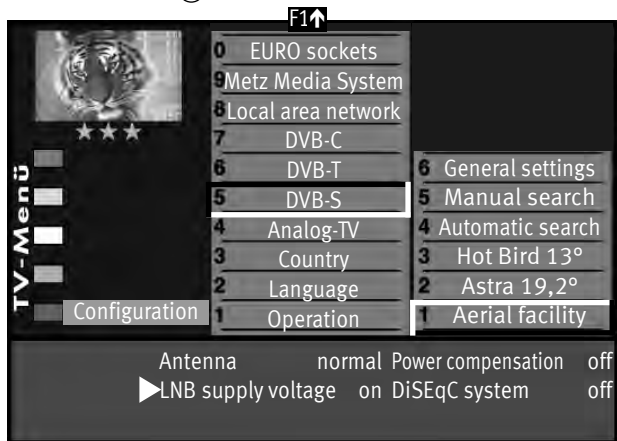 F1↑
0 EURO sockets
9 Metz Media System
8 Local area network
7 DVB-C
6 DVB-T
5 DVB-S
4 Analog-TV
3 Country
2 Language
1 Operation
6 General settings
5 Manual search
4 Automatic search
3 Hot Bird 13°
2 Astra 19,2°
1 Aerial facility
TV-Menü
Configuration
Antenna normal Power compensation off
LNB supply voltage on DiSEqC system off